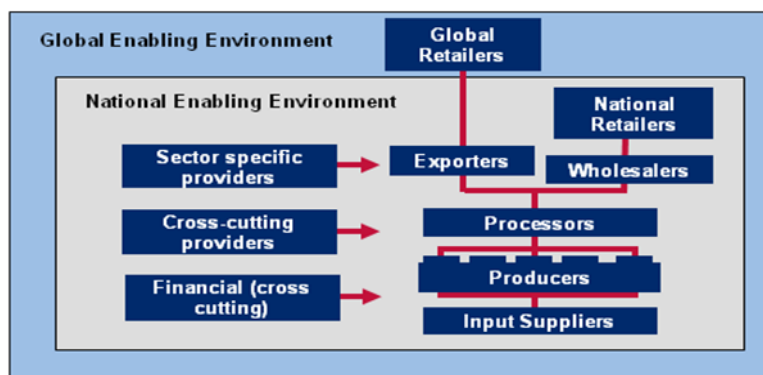 Global Enabling Environment
Global
Retailers
National Enabling Environment
National
Retailers
Sector specific
providers
Exporters
Wholesalers
Cross-cutting
providers
Processors
Financial (cross
cutting)
Producers
Input Suppliers